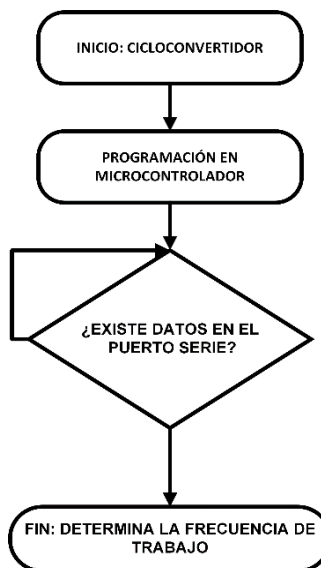 INICIO: CICLOCONVERTIDOR
PROGRAMACIÓN EN
MICROCONTROLADOR
¿EXISTE DATOS EN EL
PUERTO SERIE?
FIN: DETERMINA LA FRECUENCIA DE
TRABAJO